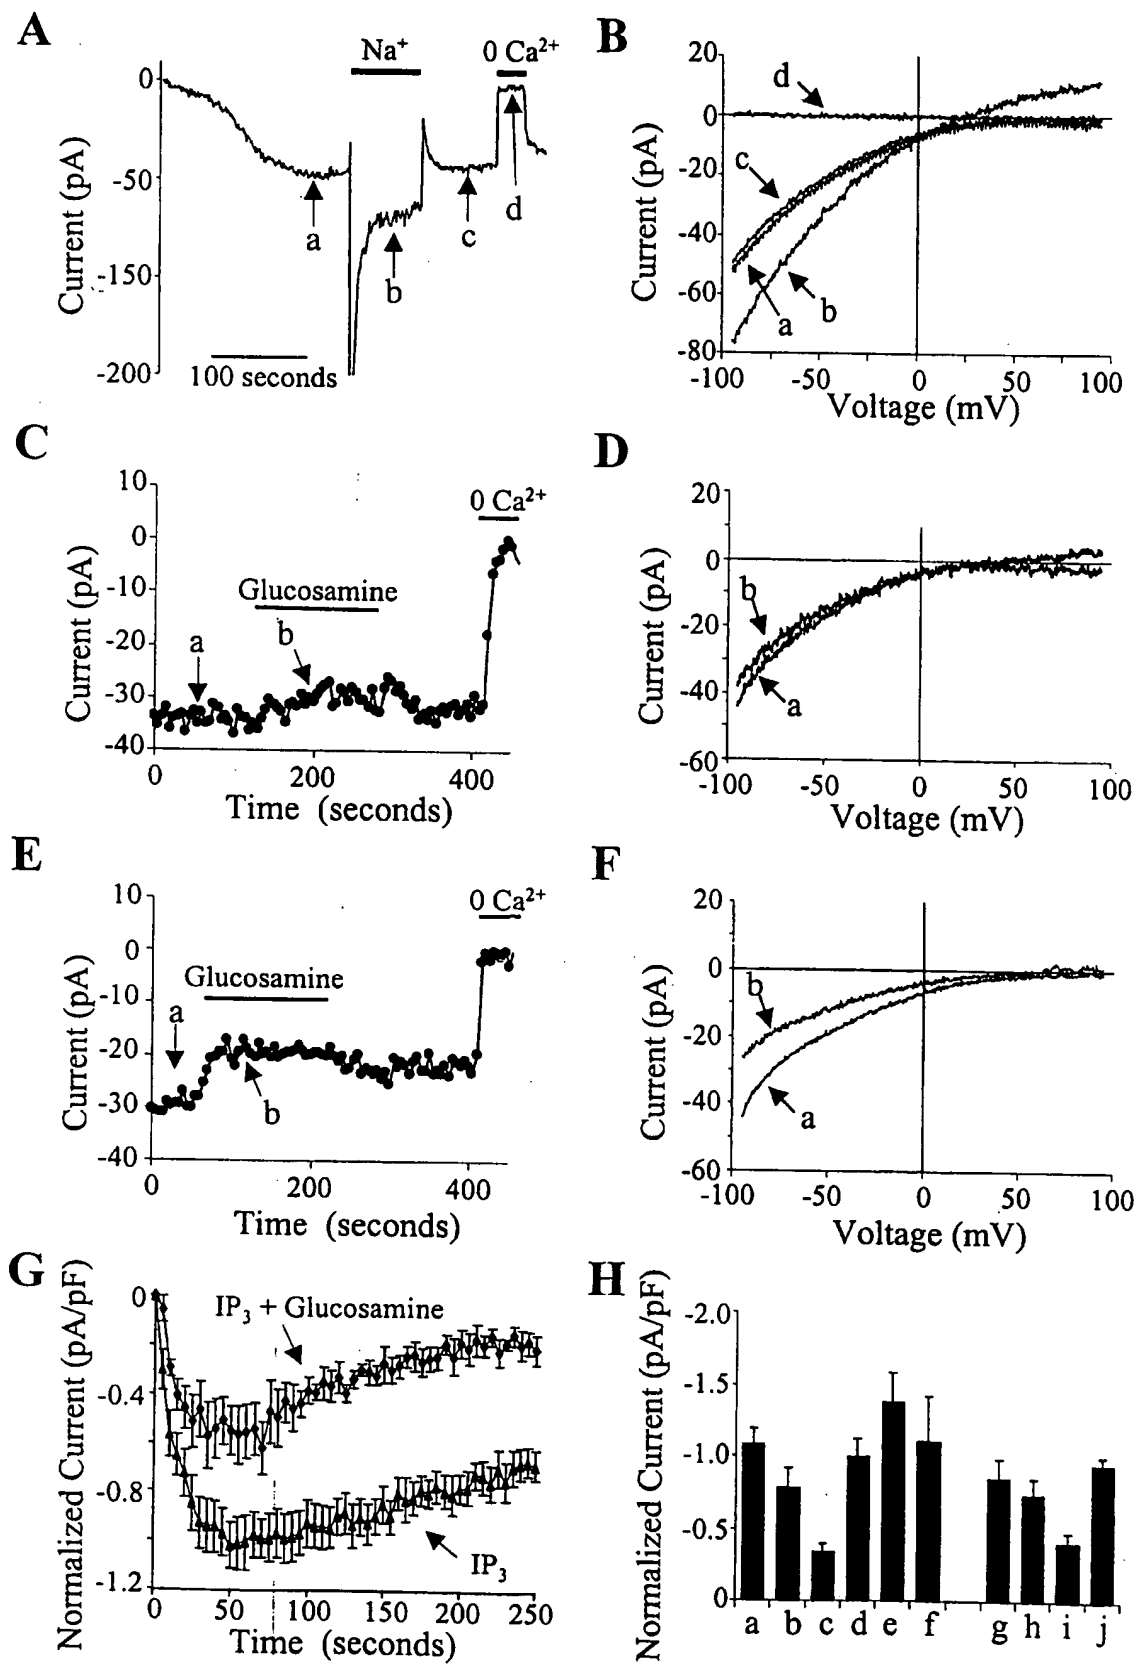 A
Na⁺
0 Ca²⁺
0
-50
-150
-200
Current (pA)
100 seconds
a
b
c
d
B
20
0
-20
-40
-60
-80
Current (pA)
d
c
a
b
-100 -50 0 50 100
Voltage (mV)
C
10
0
-10
-20
-30
-40
Current (pA)
0 Ca²⁺
Glucosamine
a
b
0 200 400
Time (seconds)
D
20
0
-20
-40
-60
Current (pA)
b
a
-100 -50 0 50 100
Voltage (mV)
E
10
0
-10
-20
-30
-40
Current (pA)
0 Ca²⁺
Glucosamine
a
b
0 200 400
Time (seconds)
F
20
0
-20
-40
-60
Current (pA)
b
a
-100 -50 0 50 100
Voltage (mV)
G
0
-0.4
-0.8
-1.2
Normalized Current (pA/pF)
IP₃ + Glucosamine
IP₃
0 50 100 150 200 250
Time (seconds)
H
-2.0
-1.5
-1.0
-0.5
0
Normalized Current (pA/pF)
a b c d e f g h i j